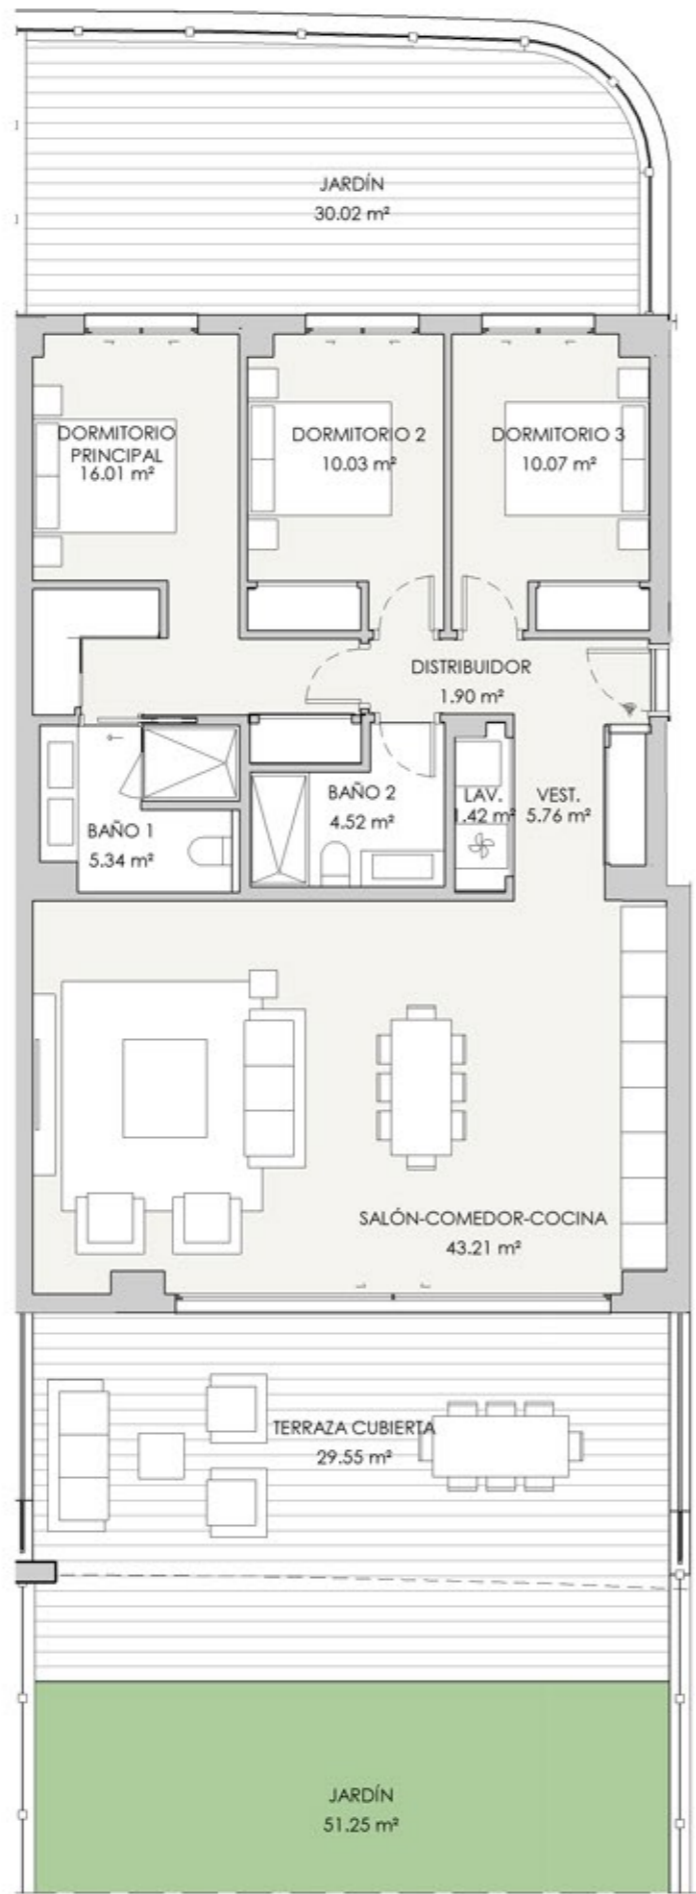 JARDÍN
30.02 m²
DORMITORIO
PRINCIPAL
16.01 m²
DORMITORIO 2
10.03 m²
DORMITORIO 3
10.07 m²
DISTRIBUIDOR
1.90 m²
BAÑO 1
5.34 m²
BAÑO 2
4.52 m²
LAV.
1.42 m²
VEST.
5.76 m²
SALÓN-COMEDOR-COCINA
43.21 m²
TERRAZA CUBIERTA
29.55 m²
JARDÍN
51.25 m²